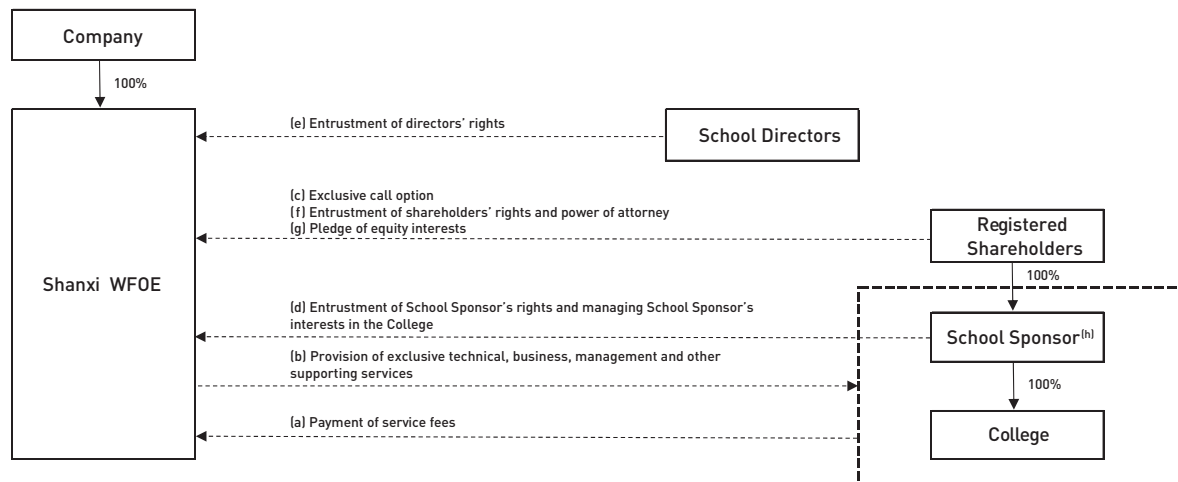 Company
100%
(e) Entrustment of directors’ rights
School Directors
(c) Exclusive call option
(f) Entrustment of shareholders’ rights and power of attorney
(g) Pledge of equity interests
Registered
Shareholders
100%
Shanxi WFOE
(d) Entrustment of School Sponsor’s rights and managing School Sponsor’s
interests in the College
School Sponsor(h)
(b) Provision of exclusive technical, business, management and other
supporting services
100%
(a) Payment of service fees
College